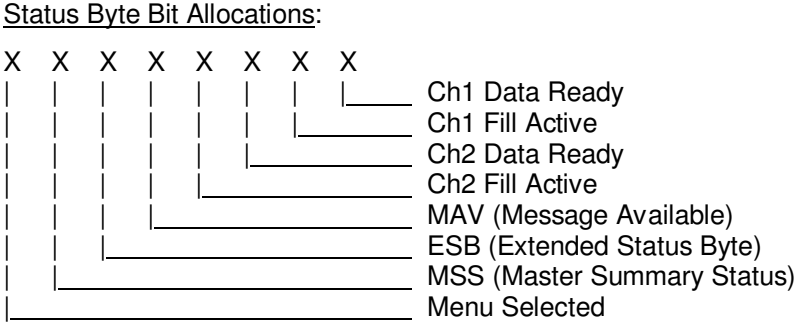 Status Byte Bit Allocations:
X X X X X X X X
Ch1 Data Ready
Ch1 Fill Active
Ch2 Data Ready
Ch2 Fill Active
MAV (Message Available)
ESB (Extended Status Byte)
MSS (Master Summary Status)
Menu Selected